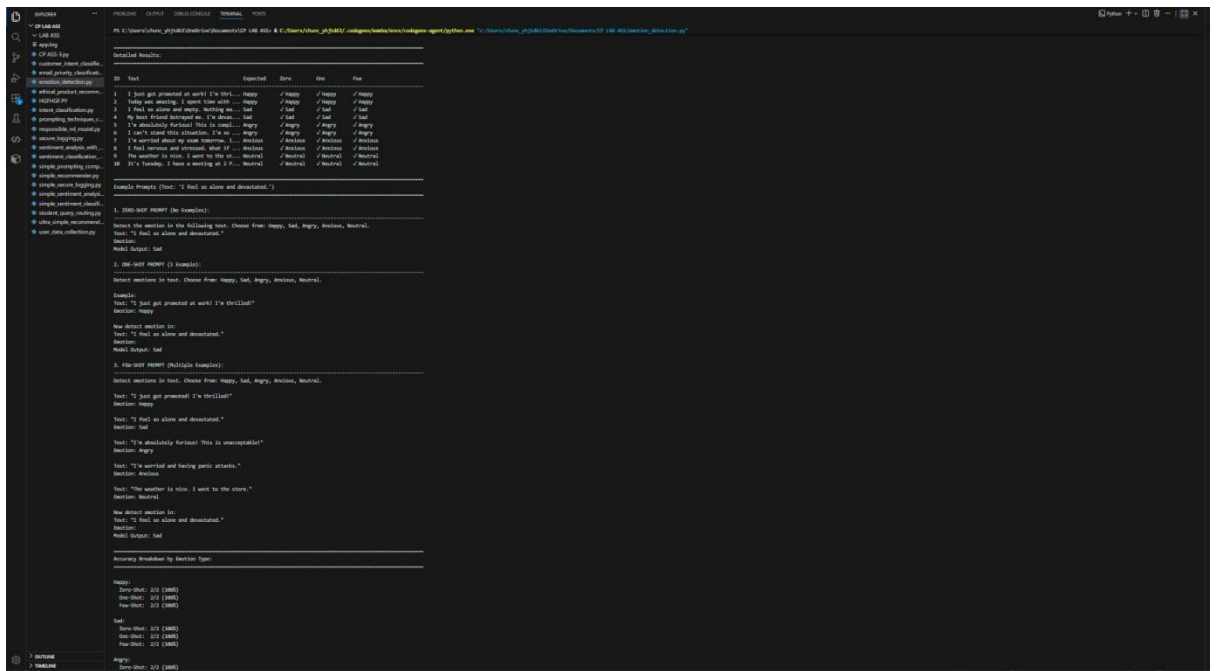 EXPLORER
CP LAB ASS
LAB ASS
app.log
CP ASS-3.py
customer_intent_classifie...
email_priority_classificati...
emotion_detection.py
ethical_product_recomm...
HGFHGF.PY
intent_classification.py
prompting_techniques_c...
responsible_ml_model.py
secure_logging.py
sentiment_analysis_with_...
sentiment_classification_...
simple_prompting_comp...
simple_recommender.py
simple_secure_logging.py
simple_sentiment_analysi...
simple_sentiment_classifi...
student_query_routing.py
ultra_simple_recommend...
user_data_collection.py
OUTLINE
TIMELINE
PROBLEMS OUTPUT DEBUG CONSOLE TERMINAL PORTS
Python
Detailed Results:
ID Text Expected Zero One Few
1 I just got promoted at work! I'm thri... Happy ✓ Happy ✓ Happy ✓ Happy
2 Today was amazing. I spent time with ... Happy ✓ Happy ✓ Happy ✓ Happy
3 I feel so alone and empty. Nothing ma... Sad ✓ Sad ✓ Sad ✓ Sad
4 My best friend betrayed me. I'm devas... Sad ✓ Sad ✓ Sad ✓ Sad
5 I'm absolutely furious! This is compl... Angry ✓ Angry ✓ Angry ✓ Angry
6 I can't stand this situation. I'm so ... Angry ✓ Angry ✓ Angry ✓ Angry
7 I'm worried about my exam tomorrow. I... Anxious ✓ Anxious ✓ Anxious ✓ Anxious
8 I feel nervous and stressed. What if ... Anxious ✓ Anxious ✓ Anxious ✓ Anxious
9 The weather is nice. I went to the st... Neutral ✓ Neutral ✓ Neutral ✓ Neutral
10 It's Tuesday. I have a meeting at 2 P... Neutral ✓ Neutral ✓ Neutral ✓ Neutral
Example Prompts (Text: 'I feel so alone and devastated.')
1. ZERO-SHOT PROMPT (No Examples):
Detect the emotion in the following text. Choose from: Happy, Sad, Angry, Anxious, Neutral.
Text: "I feel so alone and devastated."
Emotion:
Model Output: Sad
2. ONE-SHOT PROMPT (1 Example):
Detect emotions in text. Choose from: Happy, Sad, Angry, Anxious, Neutral.
Example:
Text: "I just got promoted at work! I'm thrilled!"
Emotion: Happy
Now detect emotion in:
Text: "I feel so alone and devastated."
Emotion:
Model Output: Sad
3. FEW-SHOT PROMPT (Multiple Examples):
Detect emotions in text. Choose from: Happy, Sad, Angry, Anxious, Neutral.
Text: "I just got promoted! I'm thrilled!"
Emotion: Happy
Text: "I feel so alone and devastated."
Emotion: Sad
Text: "I'm absolutely furious! This is unacceptable!"
Emotion: Angry
Text: "I'm worried and having panic attacks."
Emotion: Anxious
Text: "The weather is nice. I went to the store."
Emotion: Neutral
Now detect emotion in:
Text: "I feel so alone and devastated."
Emotion:
Model Output: Sad
Accuracy Breakdown by Emotion Type:
Happy:
Zero-Shot: 2/2 (100%)
One-Shot: 2/2 (100%)
Few-Shot: 2/2 (100%)
Sad:
Zero-Shot: 2/2 (100%)
One-Shot: 2/2 (100%)
Few-Shot: 2/2 (100%)
Angry:
Zero-Shot: 2/2 (100%)